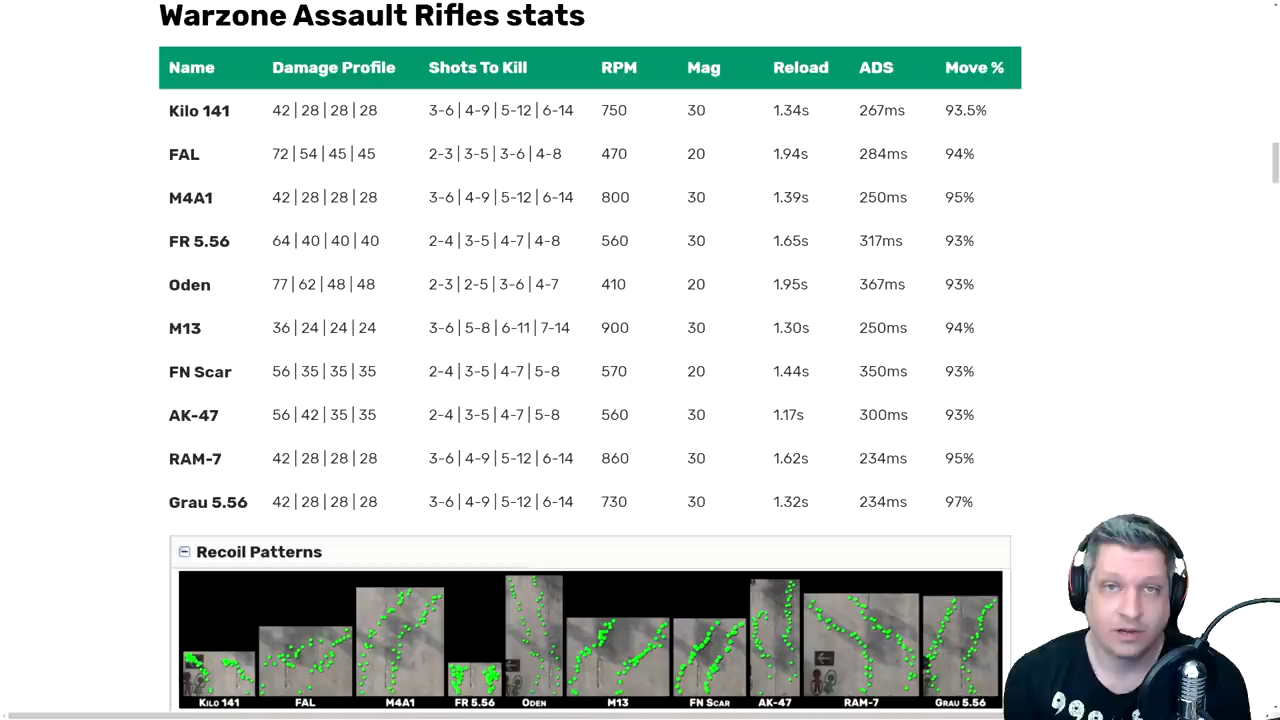 Warzone Assault Rifles stats
Name Damage Profile Shots To Kill RPM Mag Reload ADS Move %
Kilo 141 42 | 28 | 28 | 28 3-6 | 4-9 | 5-12 | 6-14 750 30 1.34s 267ms 93.5%
FAL 72 | 54 | 45 | 45 2-3 | 3-5 | 3-6 | 4-8 470 20 1.94s 284ms 94%
M4A1 42 | 28 | 28 | 28 3-6 | 4-9 | 5-12 | 6-14 800 30 1.39s 250ms 95%
FR 5.56 64 | 40 | 40 | 40 2-4 | 3-5 | 4-7 | 4-8 560 30 1.65s 317ms 93%
Oden 77 | 62 | 48 | 48 2-3 | 2-5 | 3-6 | 4-7 410 20 1.95s 367ms 93%
M13 36 | 24 | 24 | 24 3-6 | 5-8 | 6-11 | 7-14 900 30 1.30s 250ms 94%
FN Scar 56 | 35 | 35 | 35 2-4 | 3-5 | 4-7 | 5-8 570 20 1.44s 350ms 93%
AK-47 56 | 42 | 35 | 35 2-4 | 3-5 | 4-7 | 5-8 560 30 1.17s 300ms 93%
RAM-7 42 | 28 | 28 | 28 3-6 | 4-9 | 5-12 | 6-14 860 30 1.62s 234ms 95%
Grau 5.56 42 | 28 | 28 | 28 3-6 | 4-9 | 5-12 | 6-14 730 30 1.32s 234ms 97%
Recoil Patterns
Kilo 141 FAL M4A1 FR 5.56 Oden M13 FN Scar AK-47 RAM-7 Grau 5.56